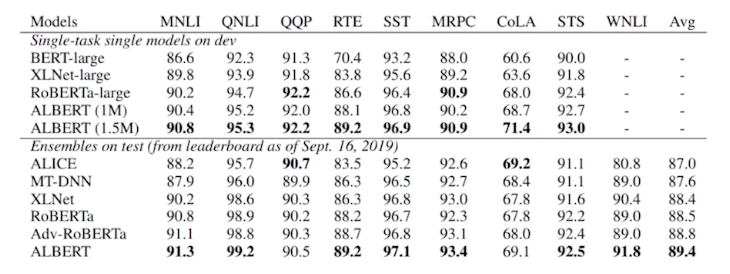 Models MNLI QNLI QQP RTE SST MRPC CoLA STS WNLI Avg
Single-task single models on dev
BERT-large 86.6 92.3 91.3 70.4 93.2 88.0 60.6 90.0 - -
XLNet-large 89.8 93.9 91.8 83.8 95.6 89.2 63.6 91.8 - -
RoBERTa-large 90.2 94.7 92.2 86.6 96.4 90.9 68.0 92.4 - -
ALBERT (1M) 90.4 95.2 92.0 88.1 96.8 90.2 68.7 92.7 - -
ALBERT (1.5M) 90.8 95.3 92.2 89.2 96.9 90.9 71.4 93.0 - -
Ensembles on test (from leaderboard as of Sept. 16, 2019)
ALICE 88.2 95.7 90.7 83.5 95.2 92.6 69.2 91.1 80.8 87.0
MT-DNN 87.9 96.0 89.9 86.3 96.5 92.7 68.4 91.1 89.0 87.6
XLNet 90.2 98.6 90.3 86.3 96.8 93.0 67.8 91.6 90.4 88.4
RoBERTa 90.8 98.9 90.2 88.2 96.7 92.3 67.8 92.2 89.0 88.5
Adv-RoBERTa 91.1 98.8 90.3 88.7 96.8 93.1 68.0 92.4 89.0 88.8
ALBERT 91.3 99.2 90.5 89.2 97.1 93.4 69.1 92.5 91.8 89.4